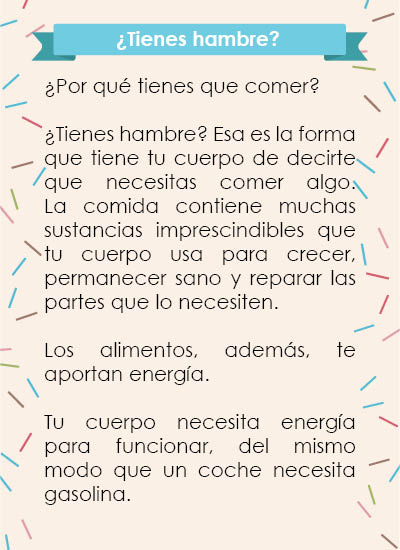 ¿Tienes hambre?
¿Por qué tienes que comer?
¿Tienes hambre? Esa es la forma
que tiene tu cuerpo de decirte
que necesitas comer algo.
La comida contiene muchas
sustancias imprescindibles que
tu cuerpo usa para crecer,
permanecer sano y reparar las
partes que lo necesiten.
Los alimentos, además, te
aportan energía.
Tu cuerpo necesita energía
para funcionar, del mismo
modo que un coche necesita
gasolina.